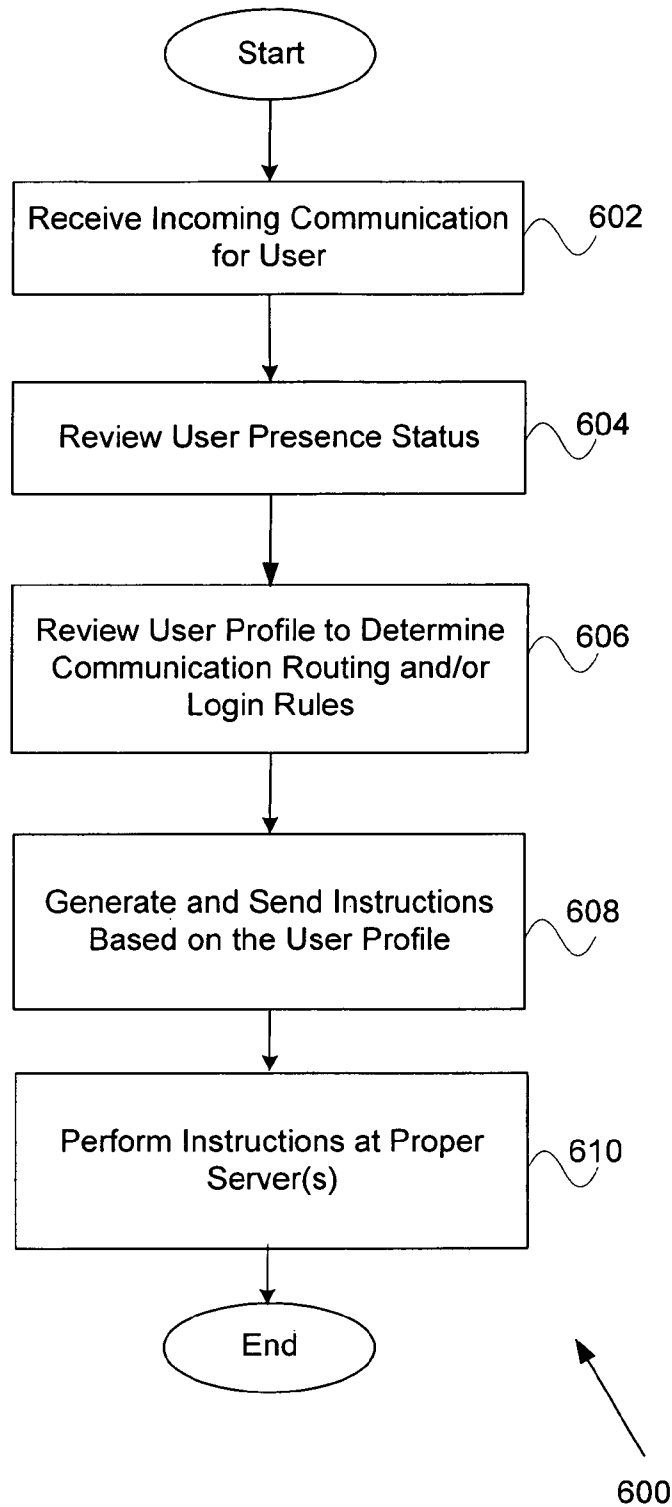 Start
Receive Incoming Communication
for User
602
Review User Presence Status
604
Review User Profile to Determine
Communication Routing and/or
Login Rules
606
Generate and Send Instructions
Based on the User Profile
608
Perform Instructions at Proper
Server(s)
610
End
600